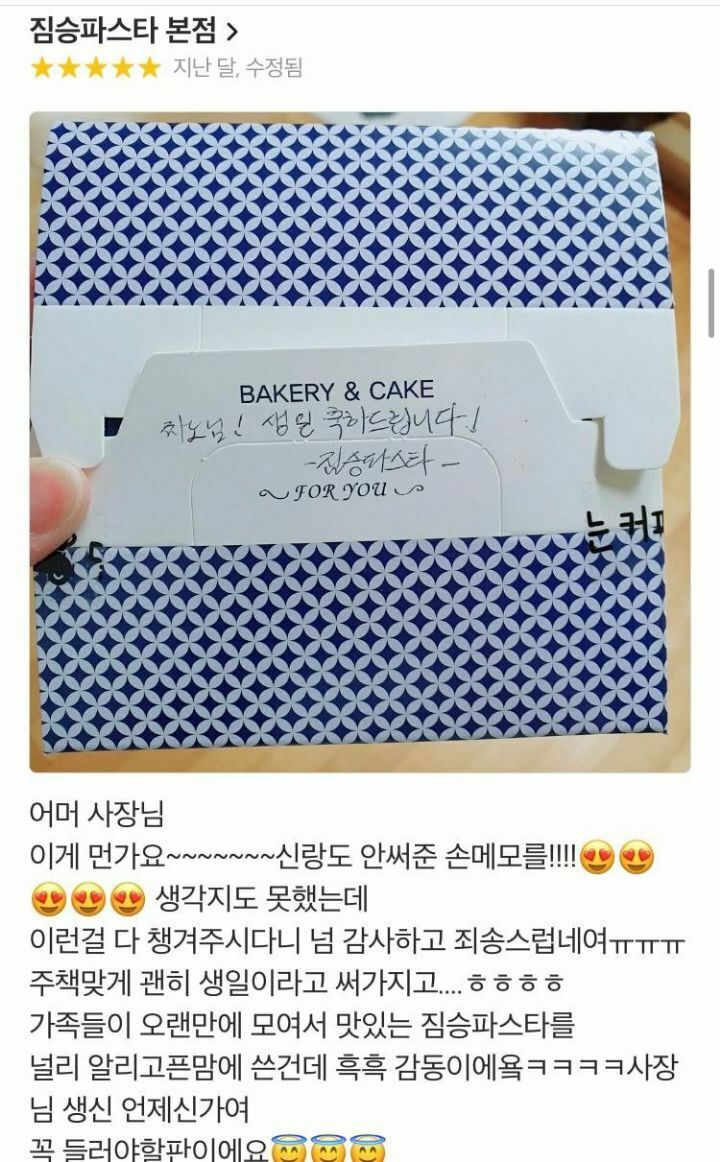 짐승파스타 본점 >
★★★★★ 지난 달, 수정됨
BAKERY & CAKE
짜노님! 생일 축하드립니다!
-짐승파스타-
FOR YOU
눈 커피
어머 사장님
이게 먼가요~~~~~~~신랑도 안써준 손메모를!!!!😍😍
😍😍😍 생각지도 못했는데
이런걸 다 챙겨주시다니 넘 감사하고 죄송스럽네여ㅠㅠㅠ
주책맞게 괜히 생일이라고 써가지고....ㅎㅎㅎㅎ
가족들이 오랜만에 모여서 맛있는 짐승파스타를
널리 알리고픈맘에 쓴건데 흑흑 감동이에욬ㅋㅋㅋㅋ사장
님 생신 언제신가여
꼭 들러야할판이에요😇😇😇